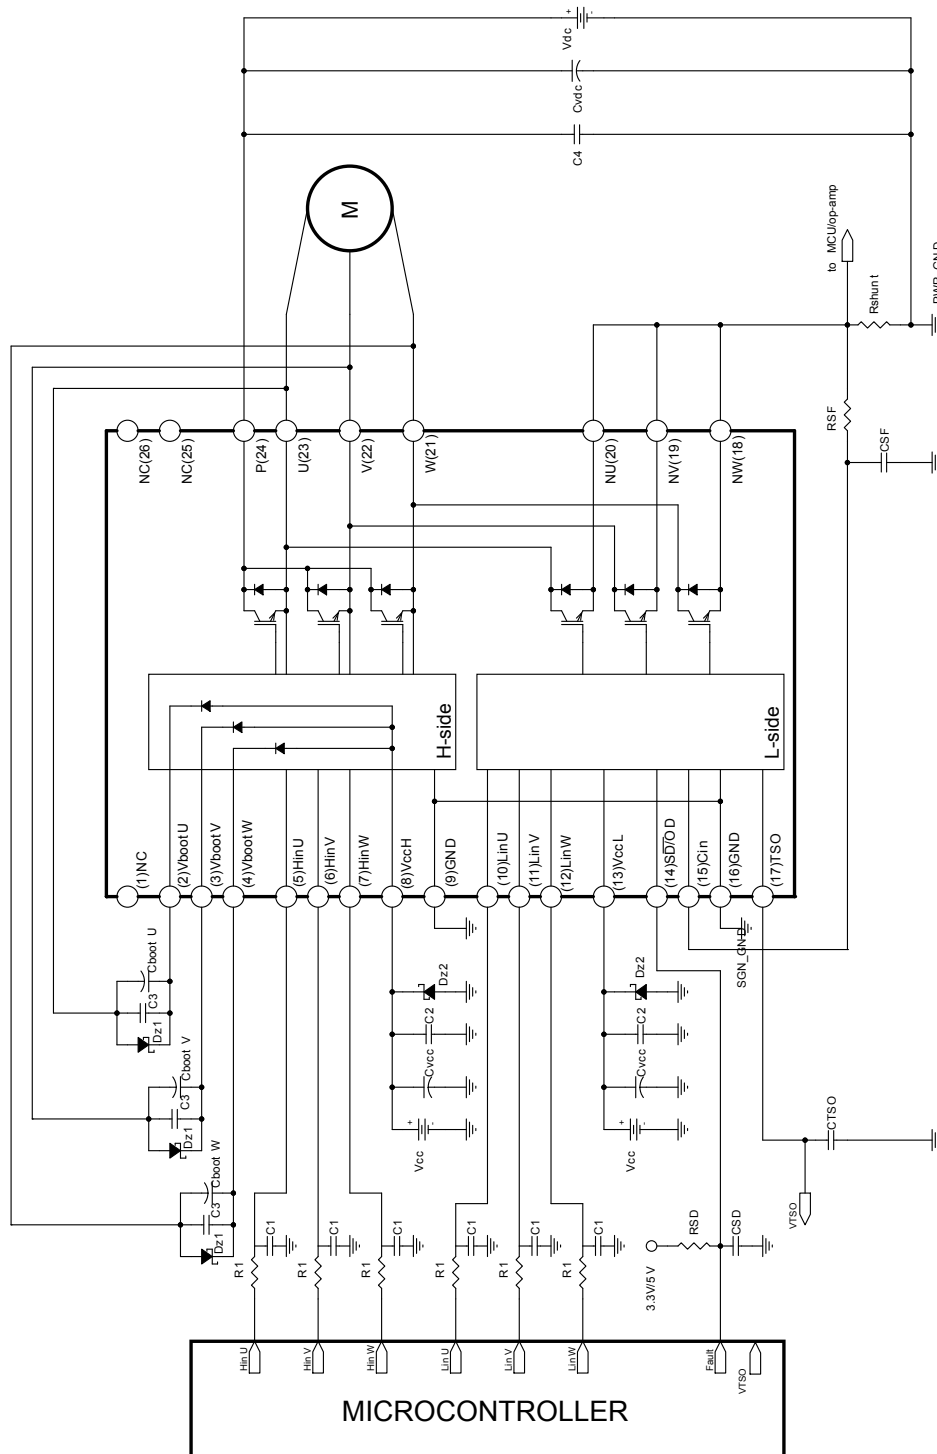 Vdc
+
-
Cvdc
C4
M
to MCU/op-amp
Rshunt
PWR_GND
RSF
CSF
NC(26)
NC(25)
P(24)
U(23)
V(22)
W(21)
NU(20)
NV(19)
NW(18)
H-side
L-side
(1)NC
(2)VbootU
(3)VbootV
(4)VbootW
(5)HinU
(6)HinV
(7)HinW
(8)VccH
(9)GND
(10)LinU
(11)LinV
(12)LinW
(13)VccL
(14)SD/OD
(15)Cin
(16)GND
(17)TSO
SGN_GND
Cboot U
C3
Dz1
Cboot V
C3
Dz1
Cboot W
C3
Dz1
Dz2
C2
Cvcc
Vcc
+
-
Dz2
C2
Cvcc
Vcc
+
-
CTSO
VTSO
R1
C1
R1
C1
R1
C1
R1
C1
R1
C1
R1
C1
RSD
CSD
3.3V/5 V
Hin U
Hin V
Hin W
Lin U
Lin V
Lin W
Fault
VTSO
MICROCONTROLLER